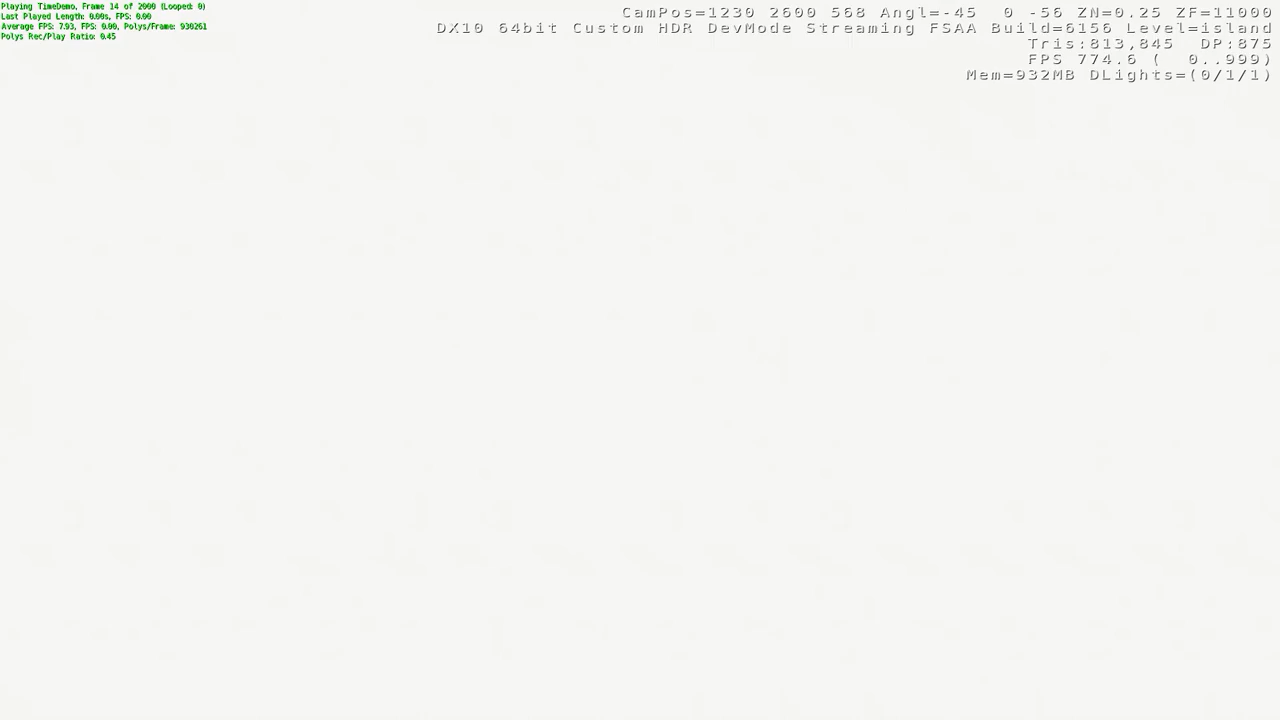 Playing TimeDemo, Frame 14 of 2000 (Looped: 0)
Last Played Length: 0.00s, FPS: 0.00
Average FPS: 7.93, FPS: 0.00, Polys/Frame: 930261
Polys Rec/Play Ratio: 0.45
CamPos=1230 2600 508 Angl=-45 0 -56 ZN=0.25 ZF=11000
DX10 64bit Custom HDR DevMode Streaming FSAA Build=6156 Level=island
Tris:813,845 DP:875
FPS 774.6 ( 0..999)
Mem=932MB DLights=(0/1/1)